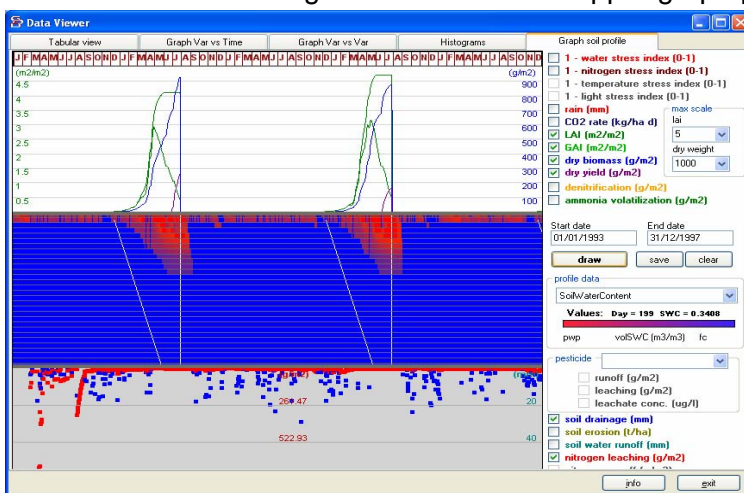 Data Viewer
Tabular view Graph Var vs Time Graph Var vs Var Histograms Graph soil profile
J F M A M J J A S O N D J F M A M J J A S O N D J F M A M J J A S O N D
(m2/m2) (g/m2)
4.5 900
4 800
3.5 700
3 600
2.5 500
2 400
1.5 300
1 200
0.5 100
267.47 20
522.93 40
1 - water stress index (0-1)
1 - nitrogen stress index (0-1)
1 - temperature stress index (0-1)
1 - light stress index (0-1)
rain (mm)
CO2 rate (kg/ha d)
LAI (m2/m2)
GAI (m2/m2)
dry biomass (g/m2)
dry yield (g/m2)
denitrification (g/m2)
ammonia volatilization (g/m2)
max scale
lai
5
dry weight
1000
Start date End date
01/01/1993 31/12/1997
draw save clear
profile data
SoilWaterContent
Values: Day = 199 SWC = 0.3408
pwp volSWC (m3/m3) fc
pesticide
runoff (g/m2)
leaching (g/m2)
leachate conc. (ug/l)
soil drainage (mm)
soil erosion (t/ha)
soil water runoff (mm)
nitrogen leaching (g/m2)
info exit